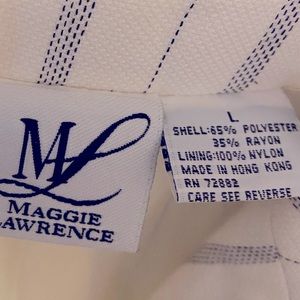 ML
MAGGIE
LAWRENCE
L
SHELL:65% POLYESTER
35% RAYON
LINING:100% NYLON
MADE IN HONG KONG
RN 72882
CARE SEE REVERSE